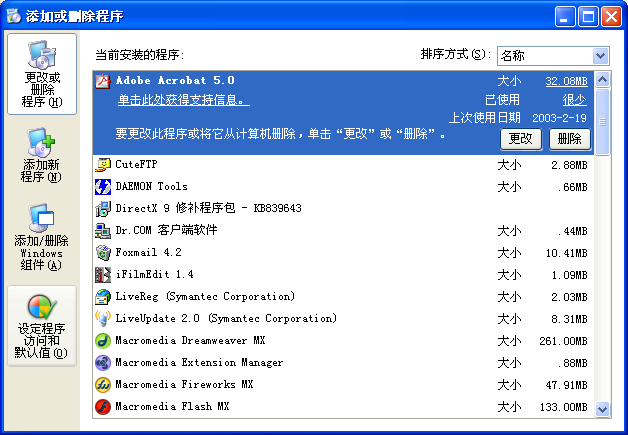 添加或删除程序
更改或
删除
程序(H)
添加新
程序(N)
添加/删除
Windows
组件(A)
设定程序
访问和
默认值(O)
当前安装的程序:
排序方式(S): 名称
Adobe Acrobat 5.0 大小 32.08MB
单击此处获得支持信息。 已使用 很少
上次使用日期 2003-2-19
要更改此程序或将它从计算机删除,单击“更改”或“删除”。 更改 删除
CuteFTP 大小 2.88MB
DAEMON Tools 大小 .66MB
DirectX 9 修补程序包 - KB839643
Dr.COM 客户端软件 大小 .44MB
Foxmail 4.2 大小 10.41MB
iFilmEdit 1.4 大小 1.09MB
LiveReg (Symantec Corporation) 大小 2.03MB
LiveUpdate 2.0 (Symantec Corporation) 大小 8.31MB
Macromedia Dreamweaver MX 大小 261.00MB
Macromedia Extension Manager 大小 .88MB
Macromedia Fireworks MX 大小 47.91MB
Macromedia Flash MX 大小 133.00MB